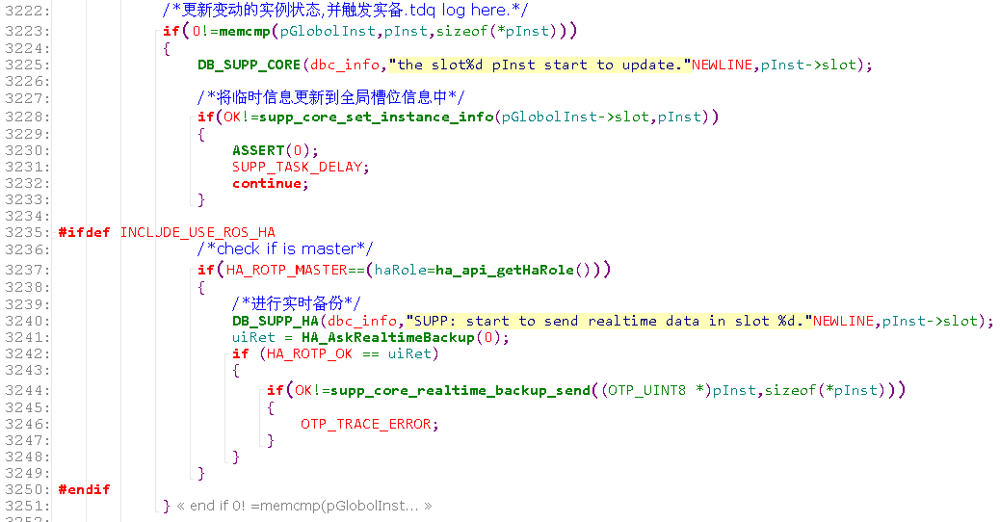 3222: /*更新变动的实例状态,并触发实备.tdq log here.*/
3223: if(0!=memcmp(pGlobolInst,pInst,sizeof(*pInst)))
3224: {
3225: DB_SUPP_CORE(dbc_info,"the slot%d pInst start to update."NEWLINE,pInst->slot);
3226:
3227: /*将临时信息更新到全局槽位信息中*/
3228: if(OK!=supp_core_set_instance_info(pGlobolInst->slot,pInst))
3229: {
3230: ASSERT(0);
3231: SUPP_TASK_DELAY;
3232: continue;
3233: }
3234:
3235: #ifdef INCLUDE_USE_ROS_HA
3236: /*check if is master*/
3237: if(HA_ROTP_MASTER==(haRole=ha_api_getHaRole()))
3238: {
3239: /*进行实时备份*/
3240: DB_SUPP_HA(dbc_info,"SUPP: start to send realtime data in slot %d."NEWLINE,pInst->slot);
3241: uiRet = HA_AskRealtimeBackup(0);
3242: if (HA_ROTP_OK == uiRet)
3243: {
3244: if(OK!=supp_core_realtime_backup_send((OTP_UINT8 *)pInst,sizeof(*pInst)))
3245: {
3246: OTP_TRACE_ERROR;
3247: }
3248: }
3249: }
3250: #endif
3251: } « end if 0! =memcmp(pGlobolInst... »